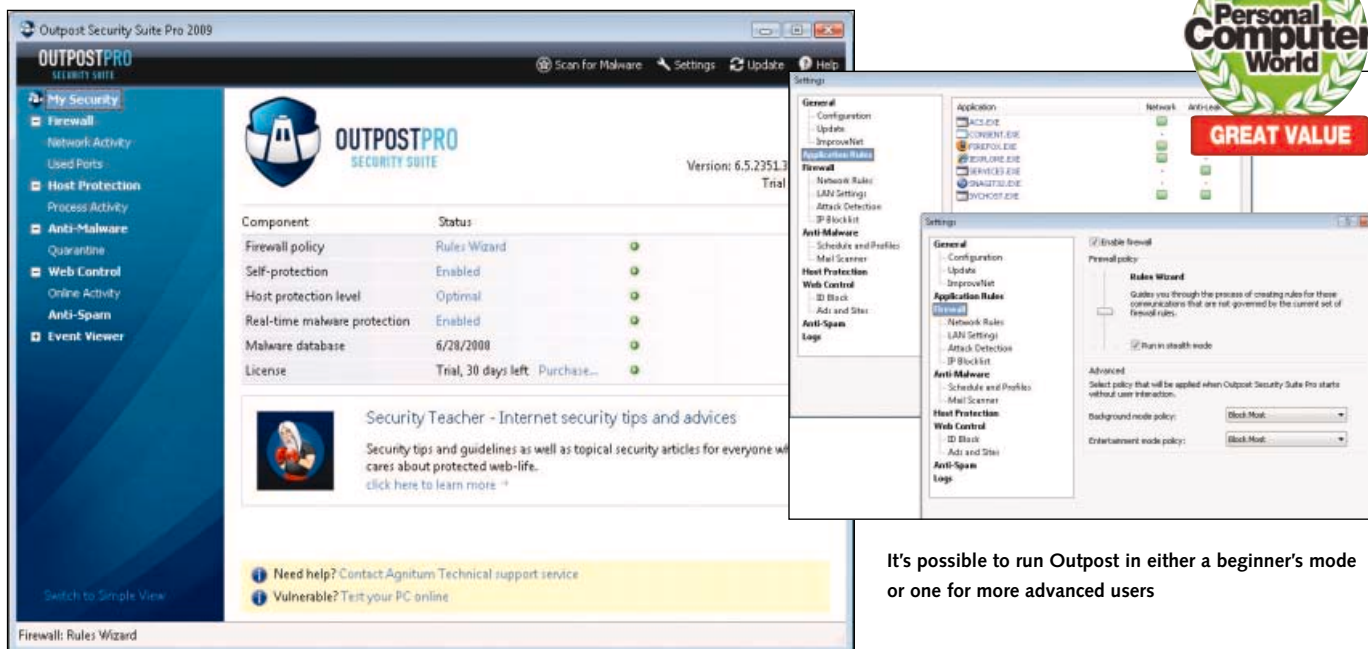 Outpost Security Suite Pro 2009
OUTPOSTPRO
SECURITY SUITE
Scan for Malware Settings Update Help
My Security
Firewall
Network Activity
Used Ports
Host Protection
Process Activity
Anti-Malware
Quarantine
Web Control
Online Activity
Anti-Spam
Event Viewer
Switch to Simple View
Firewall: Rules Wizard
OUTPOSTPRO
SECURITY SUITE
Version: 6.5.2351.3
Trial
Component Status
Firewall policy Rules Wizard
Self-protection Enabled
Host protection level Optimal
Real-time malware protection Enabled
Malware database 6/28/2008
License Trial, 30 days left Purchase...
Security Teacher - Internet security tips and advices
Security tips and guidelines as well as topical security articles for everyone
cares about protected web-life.
click here to learn more
Need help? Contact Agnitum Technical support service
Vulnerable? Test your PC online
Settings
General
Configuration
Update
ImproveNet
Application Rules
Firewall
Network Rules
LAN Settings
Attack Detection
IP Blocklist
Anti-Malware
Schedule and Profiles
Mail Scanner
Host Protection
Web Control
ID Block
Ads and Sites
Anti-Spam
Logs
Application Network
ACS.EXE
CONSENT.EXE
FIREFOX.EXE
IEXPLORE.EXE
SERVICES.EXE
SNAGIT32.EXE
SVCHOST.EXE
Settings
General
Configuration
Update
ImproveNet
Application Rules
Firewall
Network Rules
LAN Settings
Attack Detection
IP Blocklist
Anti-Malware
Schedule and Profiles
Mail Scanner
Host Protection
Web Control
ID Block
Ads and Sites
Anti-Spam
Logs
Enable firewall
Firewall policy
Rules Wizard
Guides you through the process of creating rules for those
communications that are not governed by the current set of
firewall rules.
Run in stealth mode
Advanced
Select policy that will be applied when Outpost Security Suite Pro starts
without user interaction.
Background mode policy: Block Most
Entertainment mode policy: Block Most
Personal
Computer
World
GREAT VALUE
It's possible to run Outpost in either a beginner's mode
or one for more advanced users